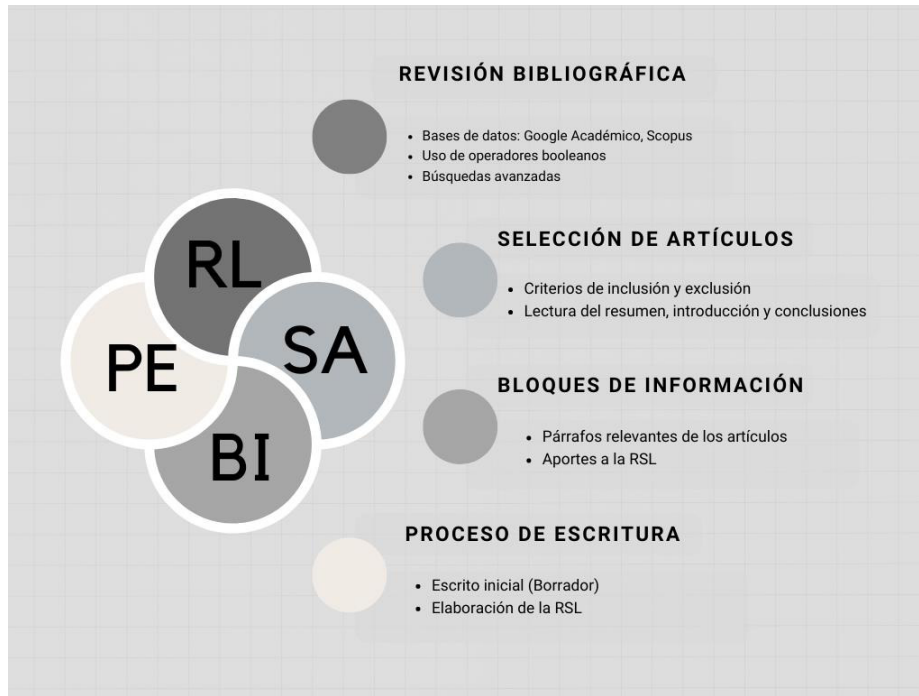 REVISIÓN BIBLIOGRÁFICA
• Bases de datos: Google Académico, Scopus
• Uso de operadores booleanos
• Búsquedas avanzadas
RL
SA
PE
BI
SELECCIÓN DE ARTÍCULOS
• Criterios de inclusión y exclusión
• Lectura del resumen, introducción y conclusiones
BLOQUES DE INFORMACIÓN
• Párrafos relevantes de los artículos
• Aportes a la RSL
PROCESO DE ESCRITURA
• Escrito inicial (Borrador)
• Elaboración de la RSL